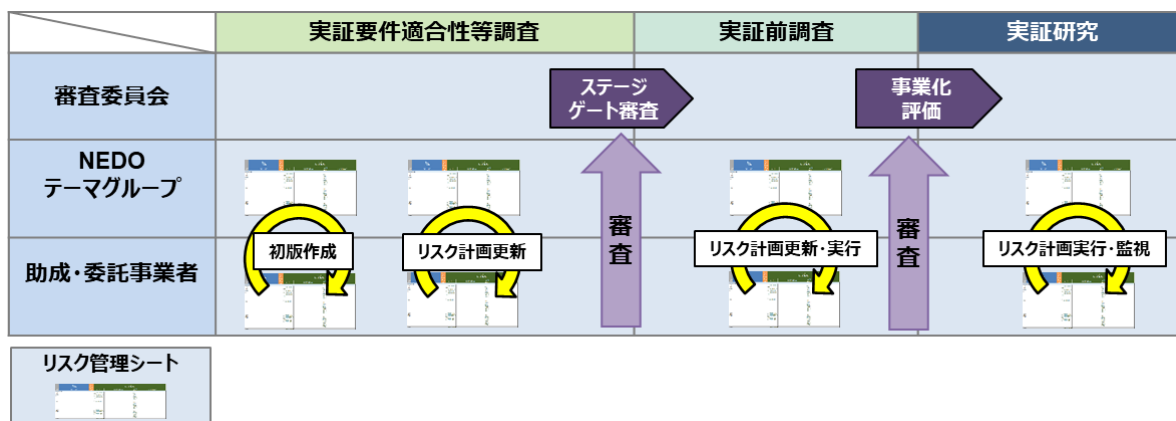 実証要件適合性等調査
実証前調査
実証研究
審査委員会
ステージ
ゲート審査
事業化
評価
NEDO
テーマグループ
審査
審査
初版作成
リスク計画更新
リスク計画更新・実行
リスク計画実行・監視
助成・委託事業者
リスク管理シート